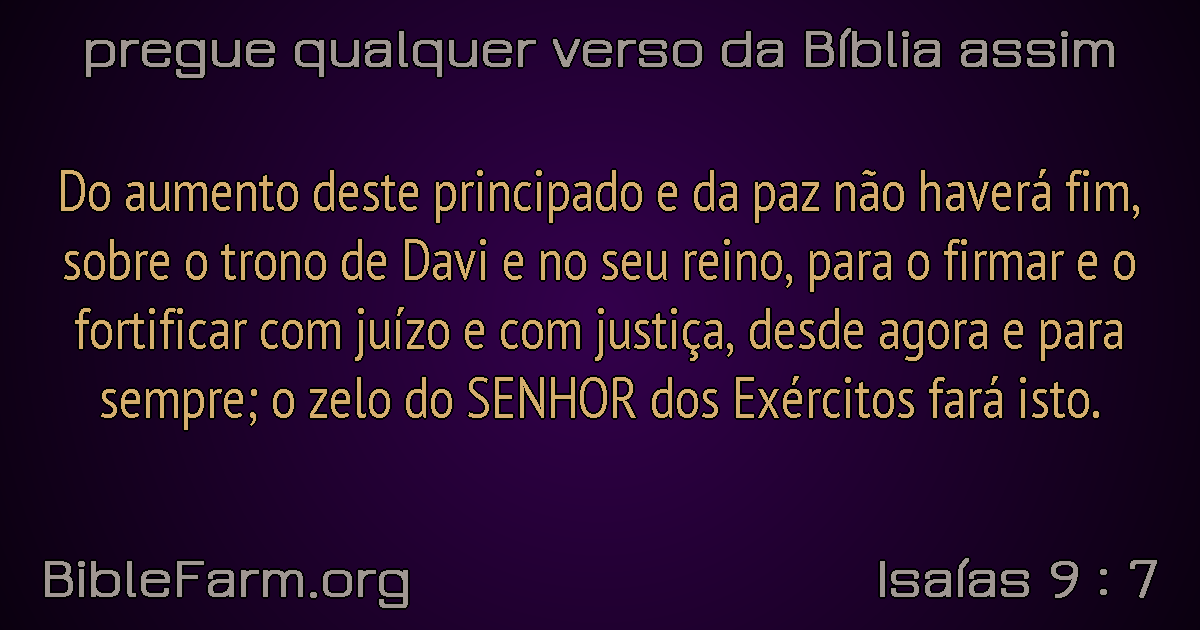 pregue qualquer verso da Bíblia assim
Do aumento deste principado e da paz não haverá fim,
sobre o trono de Davi e no seu reino, para o firmar e o
fortificar com juízo e com justiça, desde agora e para
sempre; o zelo do SENHOR dos Exércitos fará isto.
BibleFarm.org
Isaías 9 : 7